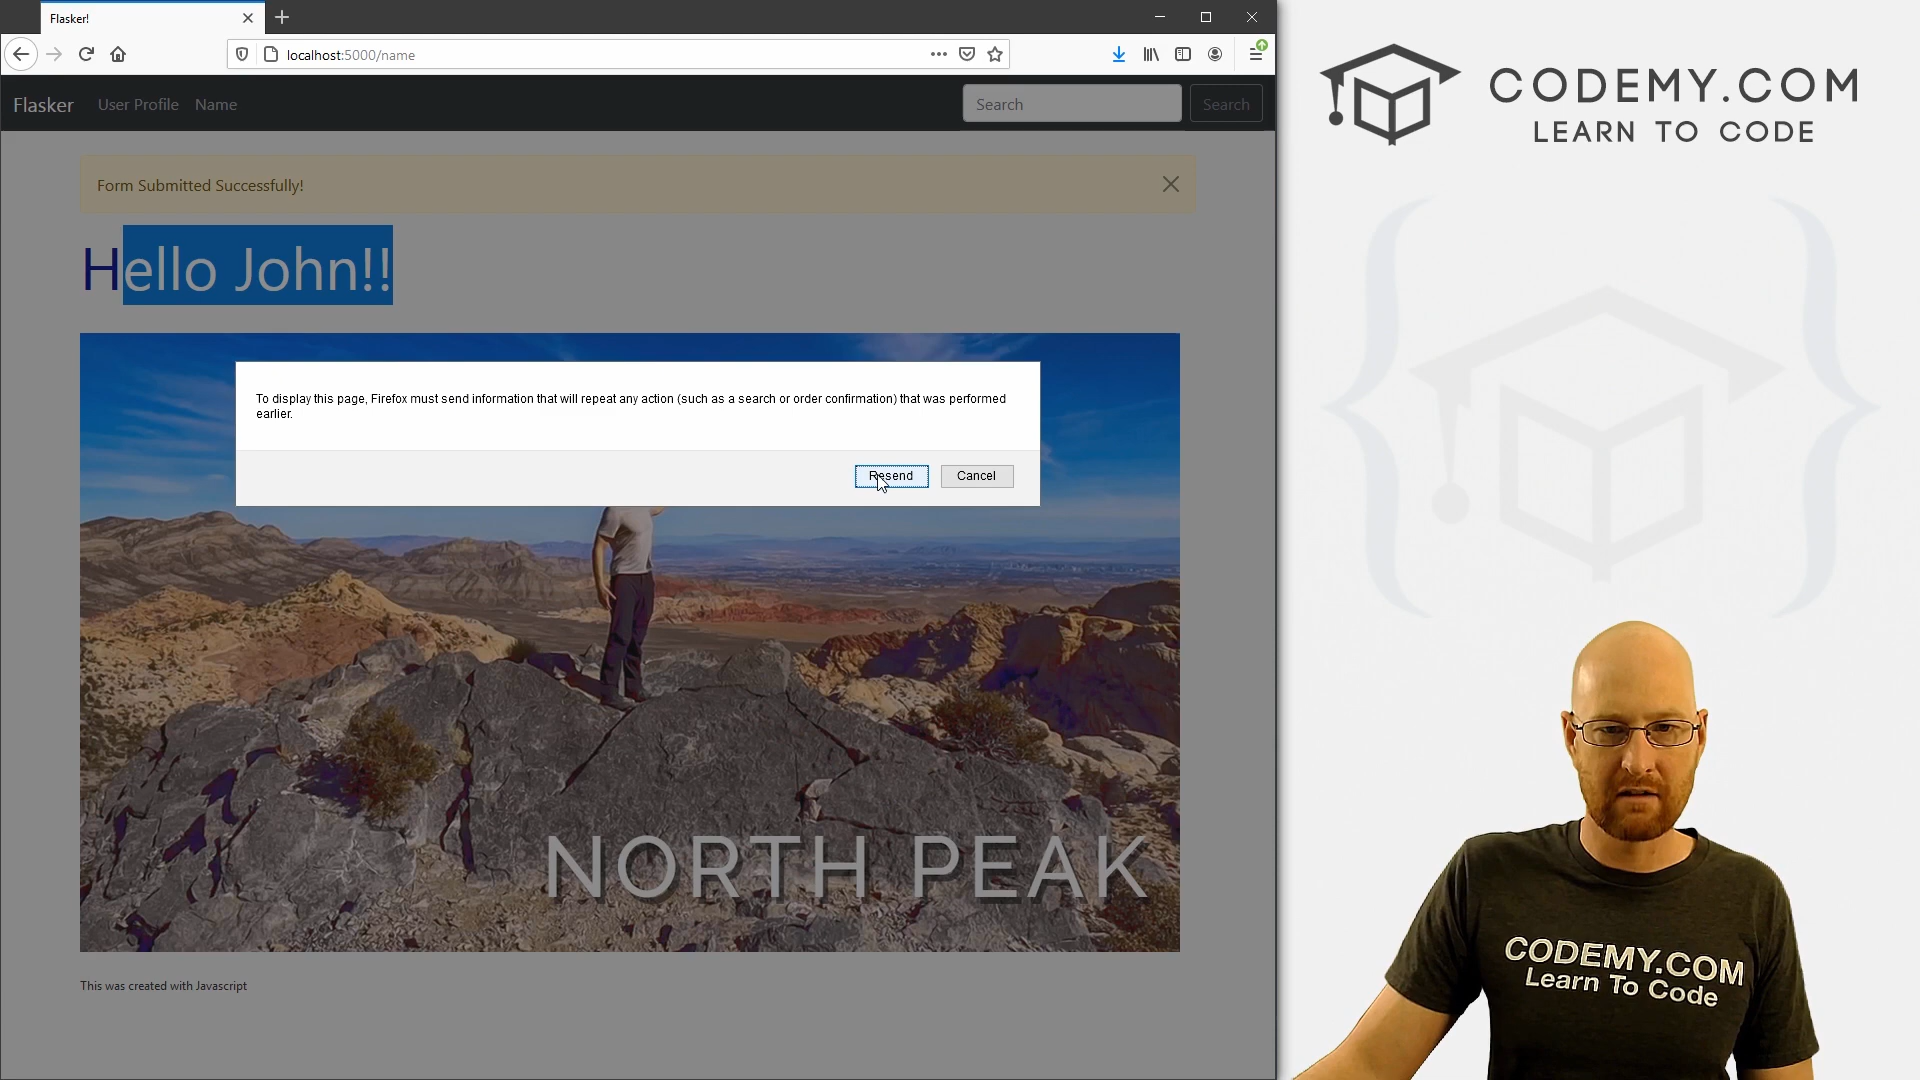 Flasker!
localhost:5000/name
Flasker
User Profile
Name
Search
Search
Form Submitted Successfully!
Hello John!!
To display this page, Firefox must send information that will repeat any action (such as a search or order confirmation) that was performed
earlier.
Resend
Cancel
NORTH PEAK
This was created with Javascript
CODEMY.COM
LEARN TO CODE
CODEMY.COM
Learn To Code